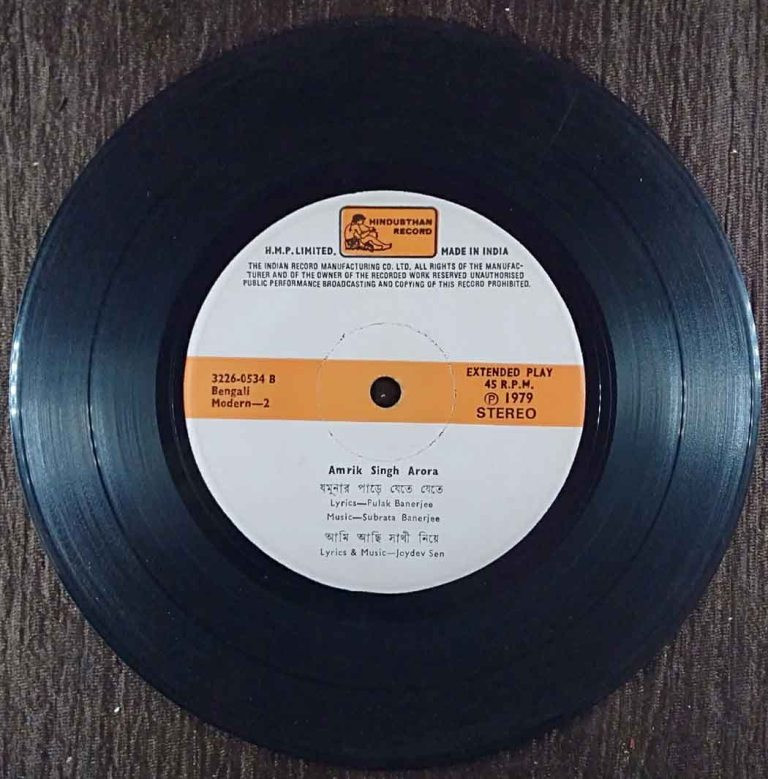 HINDUSTHAN
RECORD
H.M.P. LIMITED. MADE IN INDIA
THE INDIAN RECORD MANUFACTURING CO. LTD. ALL RIGHTS OF THE MANUFAC-
TURER AND OF THE OWNER OF THE RECORDED WORK RESERVED UNAUTHORISED
PUBLIC PERFORMANCE BROADCASTING AND COPYING OF THIS RECORD PROHIBITED.
3226-0534 B
Bengali
Modern—2
EXTENDED PLAY
45 R.P.M.
℗ 1979
STEREO
Amrik Singh Arora
যমুনার পাড়ে যেতে যেতে
Lyrics—Pulak Banerjee
Music—Subrata Banerjee
আমি আছি সাথী নিয়ে
Lyrics & Music—Joydev Sen